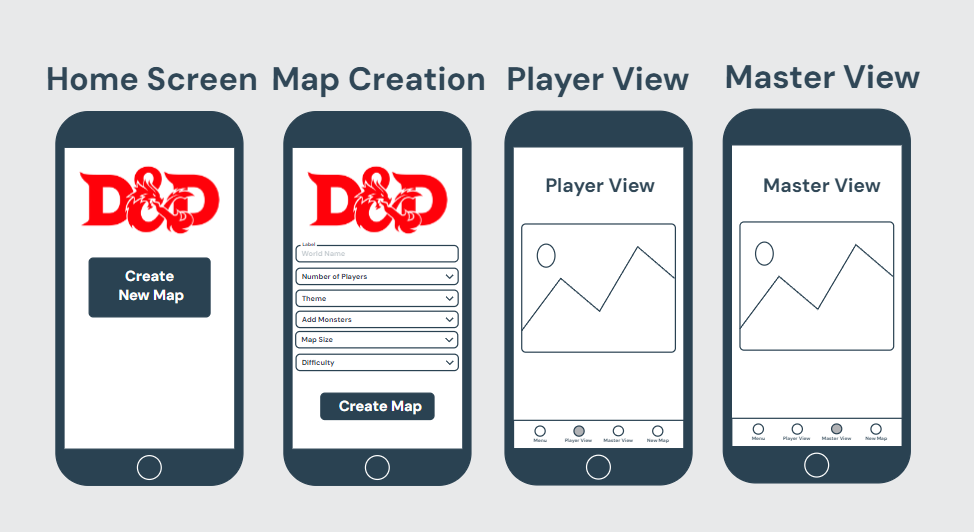 Home Screen
Map Creation
Player View
Master View
D&D
Create
New Map
D&D
Label
World Name
Number of Players
Theme
Add Monsters
Map Size
Difficulty
Create Map
Player View
Menu
Player View
Master View
New Map
Master View
Menu
Player View
Master View
New Map